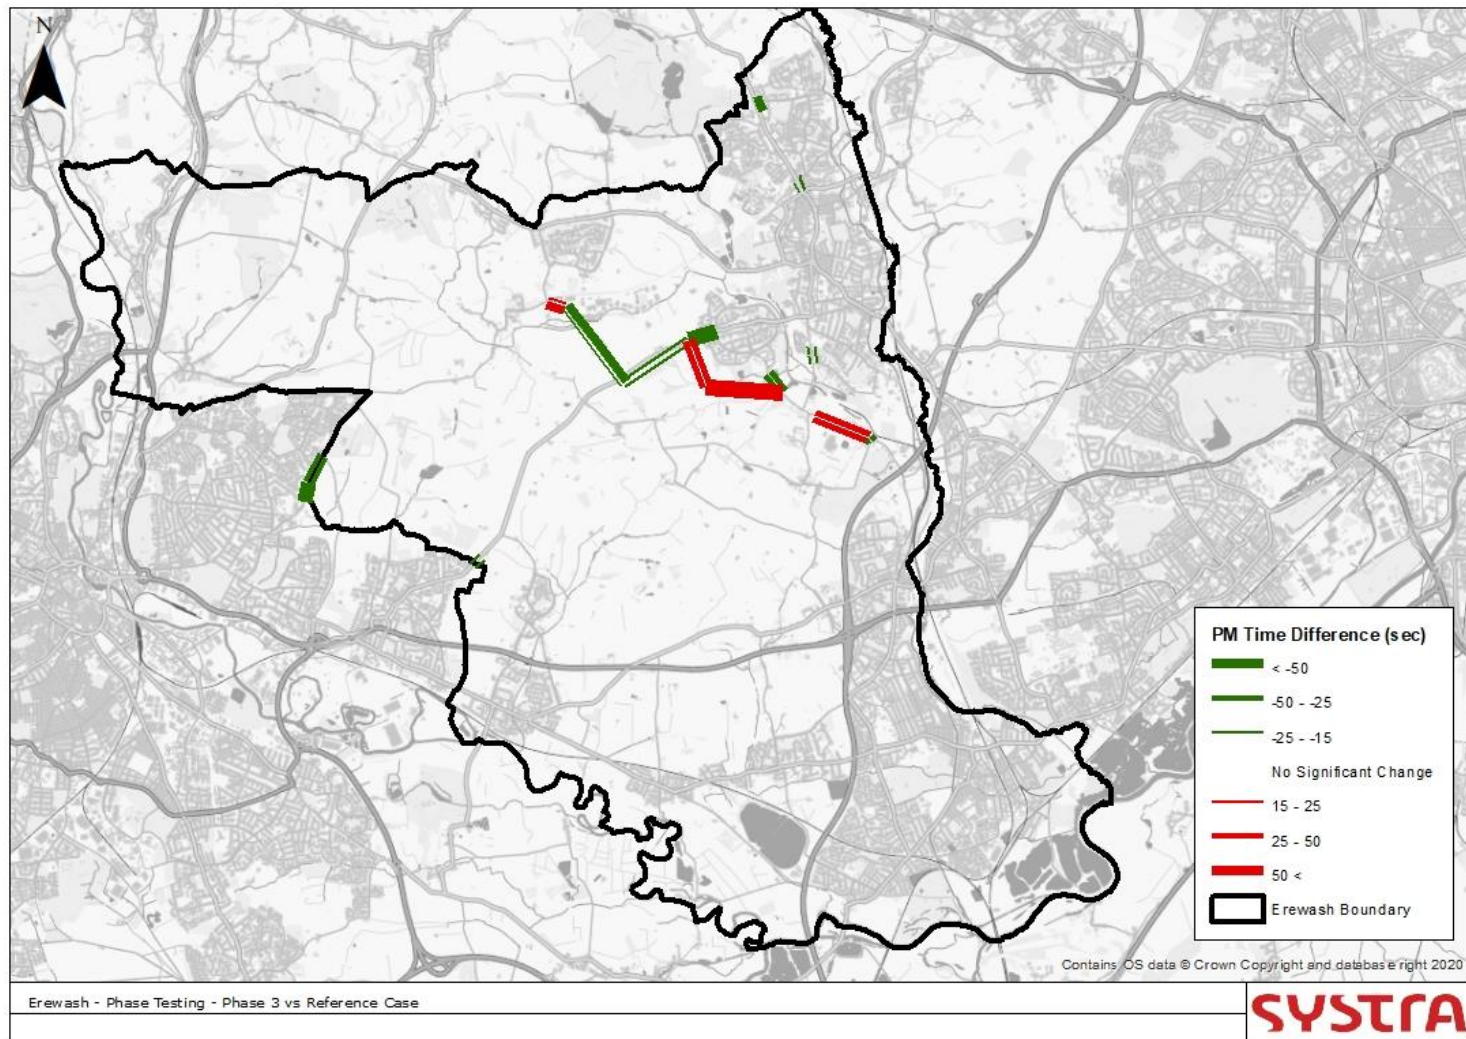 N
PM Time Difference (sec)
< -50
-50 - -25
-25 - -15
No Significant Change
15 - 25
25 - 50
50 <
Erewash Boundary
Contains OS data © Crown Copyright and database right 2020
Erewash - Phase Testing - Phase 3 vs Reference Case
SYSTRA